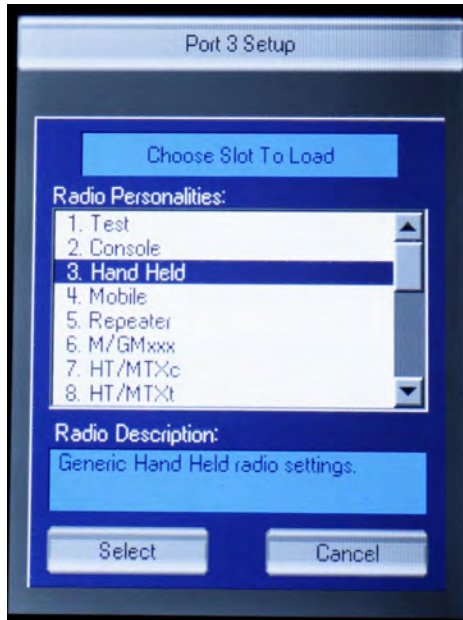 Port 3 Setup
Choose Slot To Load
Radio Personalities:
1. Test
2. Console
3. Hand Held
4. Mobile
5. Repeater
6. M/GMxxx
7. HT/MTXc
8. HT/MTXt
Radio Description:
Generic Hand Held radio settings.
Select
Cancel